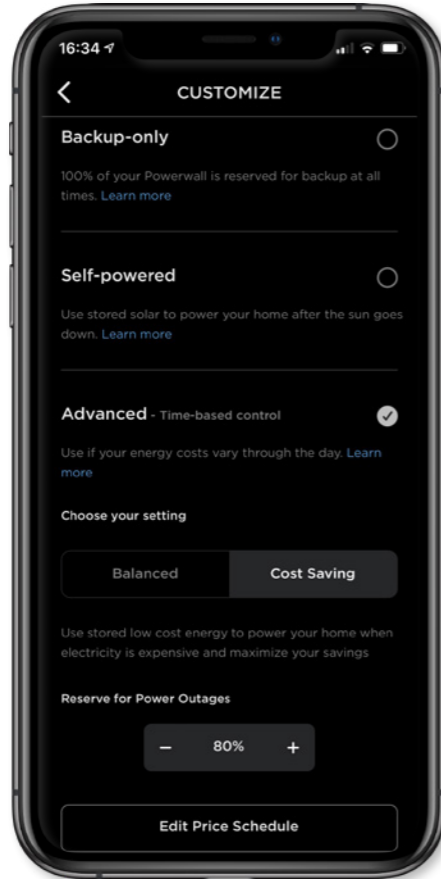 16:34
CUSTOMIZE
Backup-only
100% of your Powerwall is reserved for backup at all
times. Learn more
Self-powered
Use stored solar to power your home after the sun goes
down. Learn more
Advanced - Time-based control
Use if your energy costs vary through the day. Learn
more
Choose your setting
Balanced
Cost Saving
Use stored low cost energy to power your home when
electricity is expensive and maximize your savings
Reserve for Power Outages
− 80% +
Edit Price Schedule